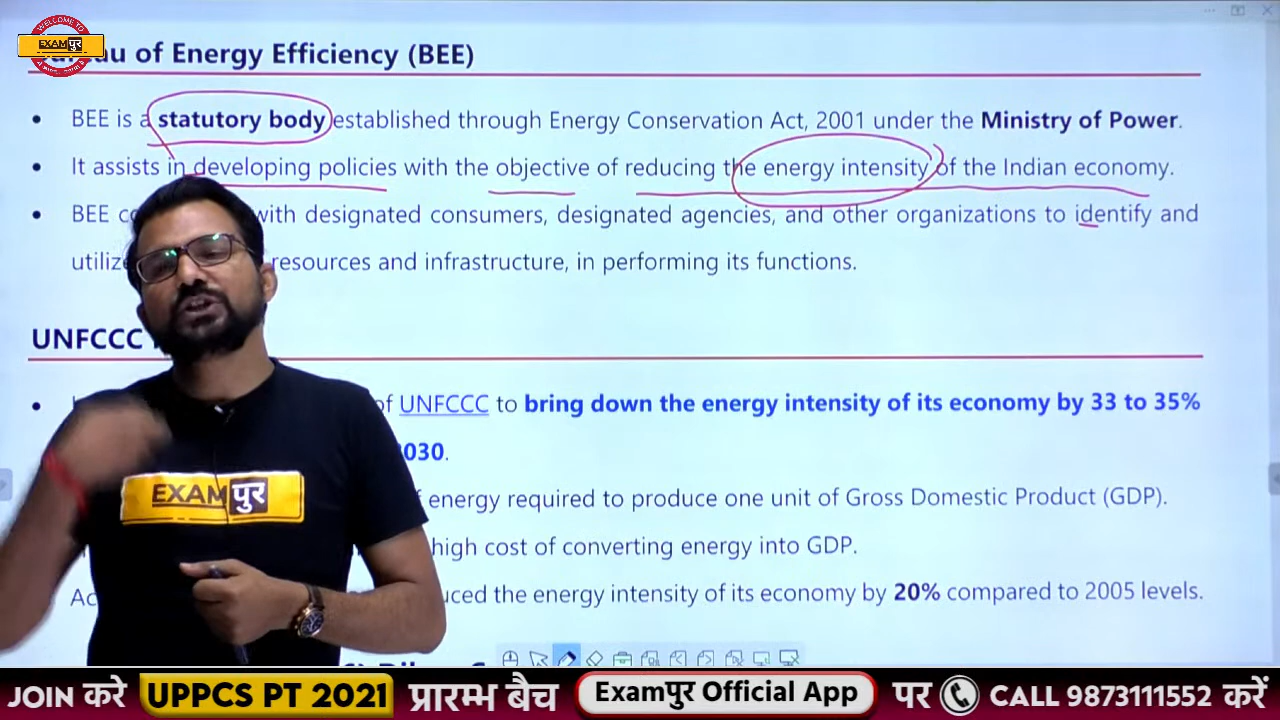 WELCOME TO
EXAMपुर
of Energy Efficiency (BEE)
• BEE is a statutory body established through Energy Conservation Act, 2001 under the Ministry of Power.
• It assists in developing policies with the objective of reducing the energy intensity of the Indian economy.
• BEE with designated consumers, designated agencies, and other organizations to identify and
resources and infrastructure, in performing its functions.
UNFCCC
• of UNFCCC to bring down the energy intensity of its economy by 33 to 35%
2030.
energy required to produce one unit of Gross Domestic Product (GDP).
high cost of converting energy into GDP.
the energy intensity of its economy by 20% compared to 2005 levels.
EXAMपुर
JOIN करे UPPCS PT 2021 प्रारम्भ बैच Examपुर Official App पर CALL 9873111552 करें